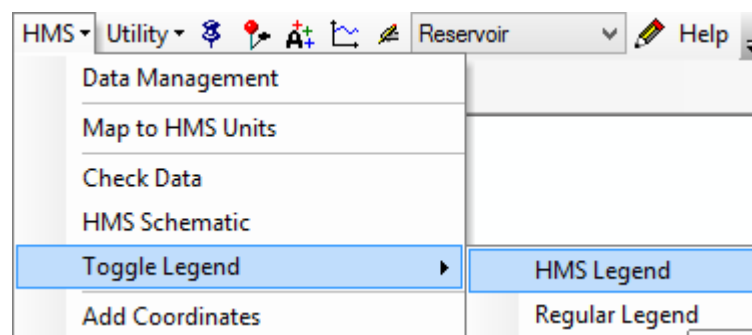 HMS Utility Reservoir Help
Data Management
Map to HMS Units
Check Data
HMS Schematic
Toggle Legend HMS Legend
Add Coordinates Regular Legend